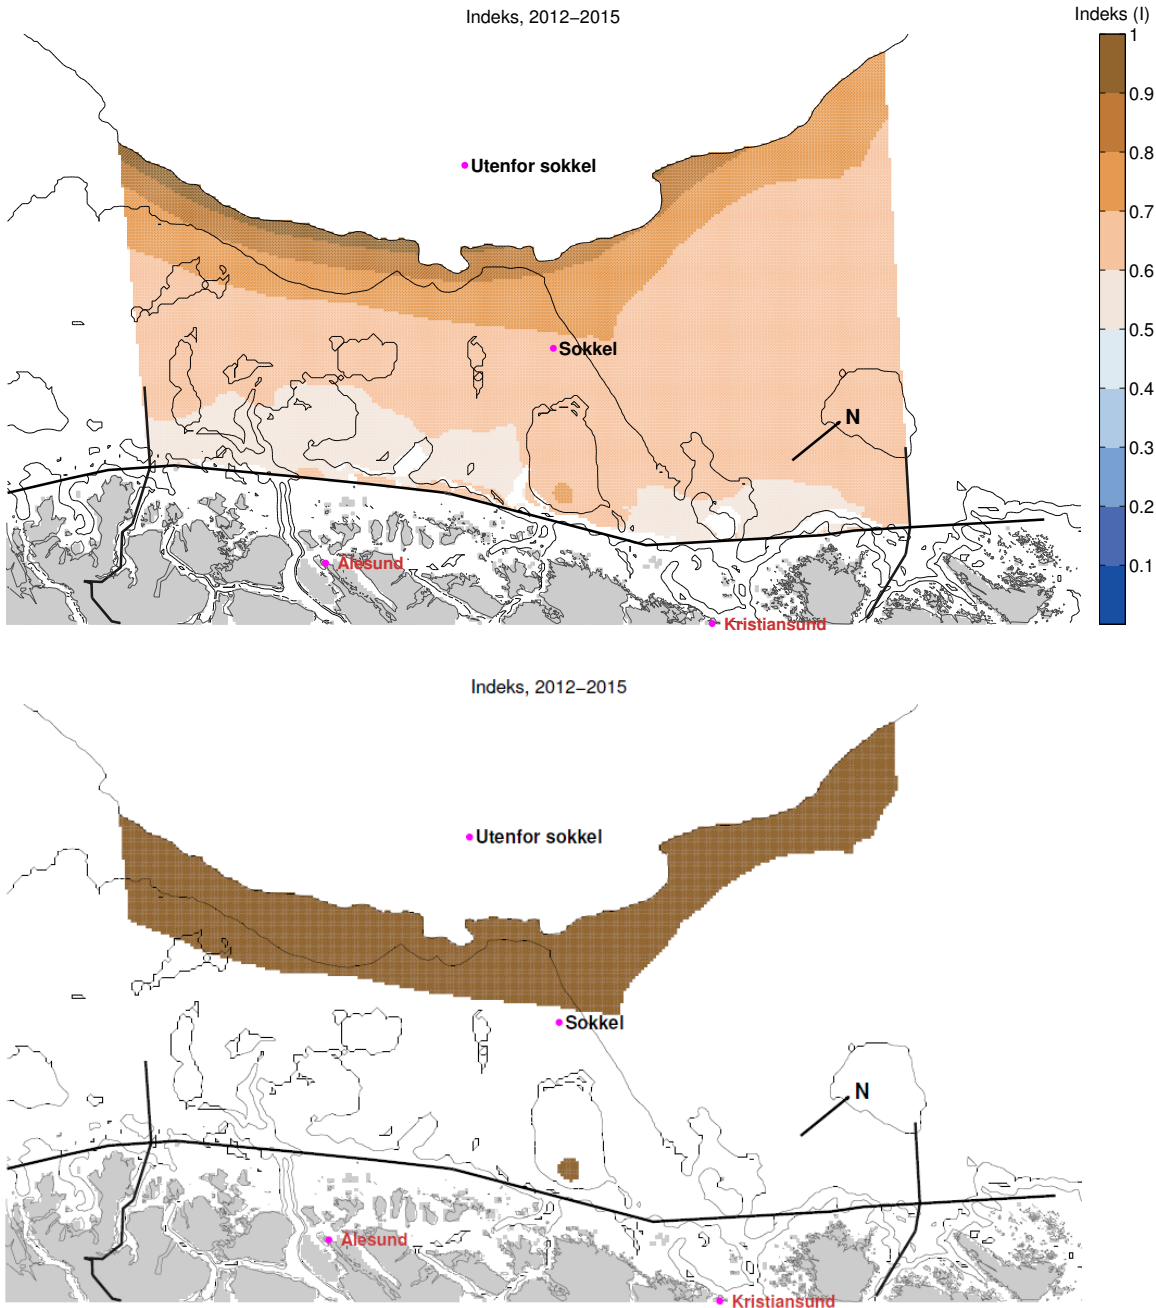 Indeks, 2012−2015
Indeks (I)
1
0.9
0.8
0.7
0.6
0.5
0.4
0.3
0.2
0.1
Utenfor sokkel
Sokkel
N
Ålesund
Kristiansund
Indeks, 2012−2015
Utenfor sokkel
Sokkel
N
Ålesund
Kristiansund